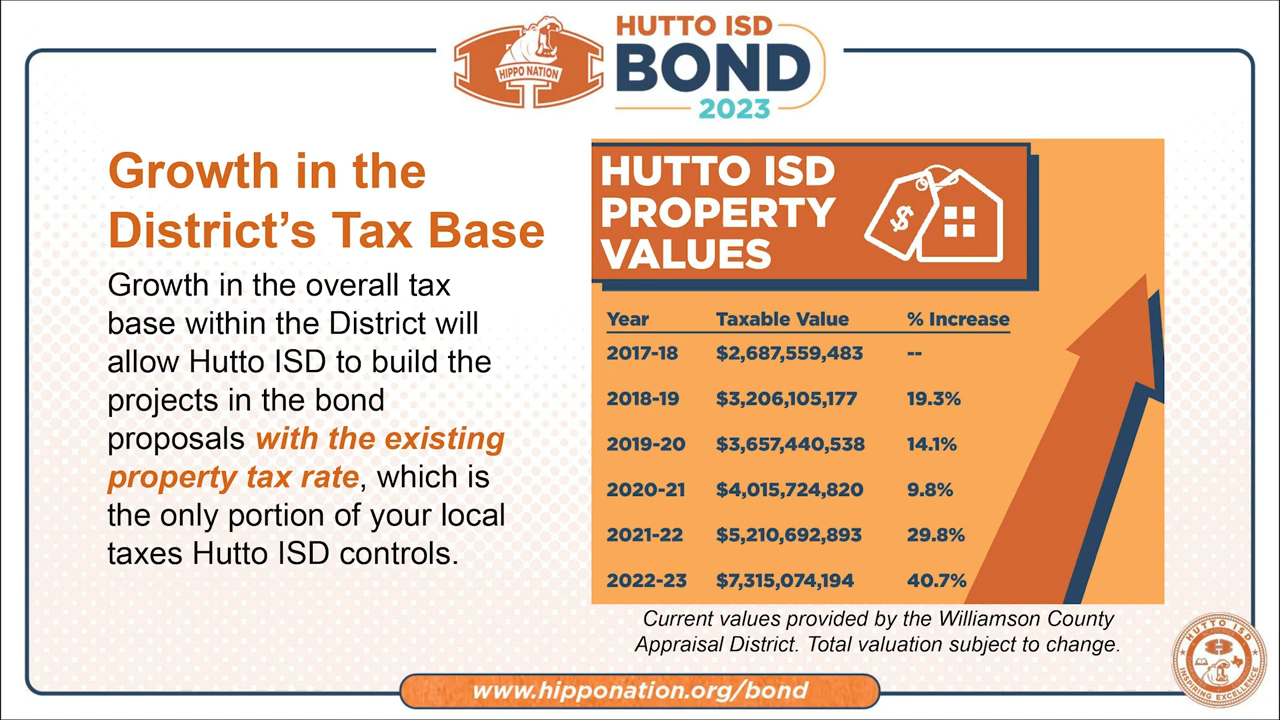 HUTTO ISD
BOND
2023
HIPPO NATION
Growth in the
District’s Tax Base
Growth in the overall tax
base within the District will
allow Hutto ISD to build the
projects in the bond
proposals with the existing
property tax rate, which is
the only portion of your local
taxes Hutto ISD controls.
HUTTO ISD
PROPERTY
VALUES
$
Year Taxable Value % Increase
2017-18 $2,687,559,483 --
2018-19 $3,206,105,177 19.3%
2019-20 $3,657,440,538 14.1%
2020-21 $4,015,724,820 9.8%
2021-22 $5,210,692,893 29.8%
2022-23 $7,315,074,194 40.7%
Current values provided by the Williamson County
Appraisal District. Total valuation subject to change.
www.hipponation.org/bond
HUTTO ISD
INSPIRING EXCELLENCE